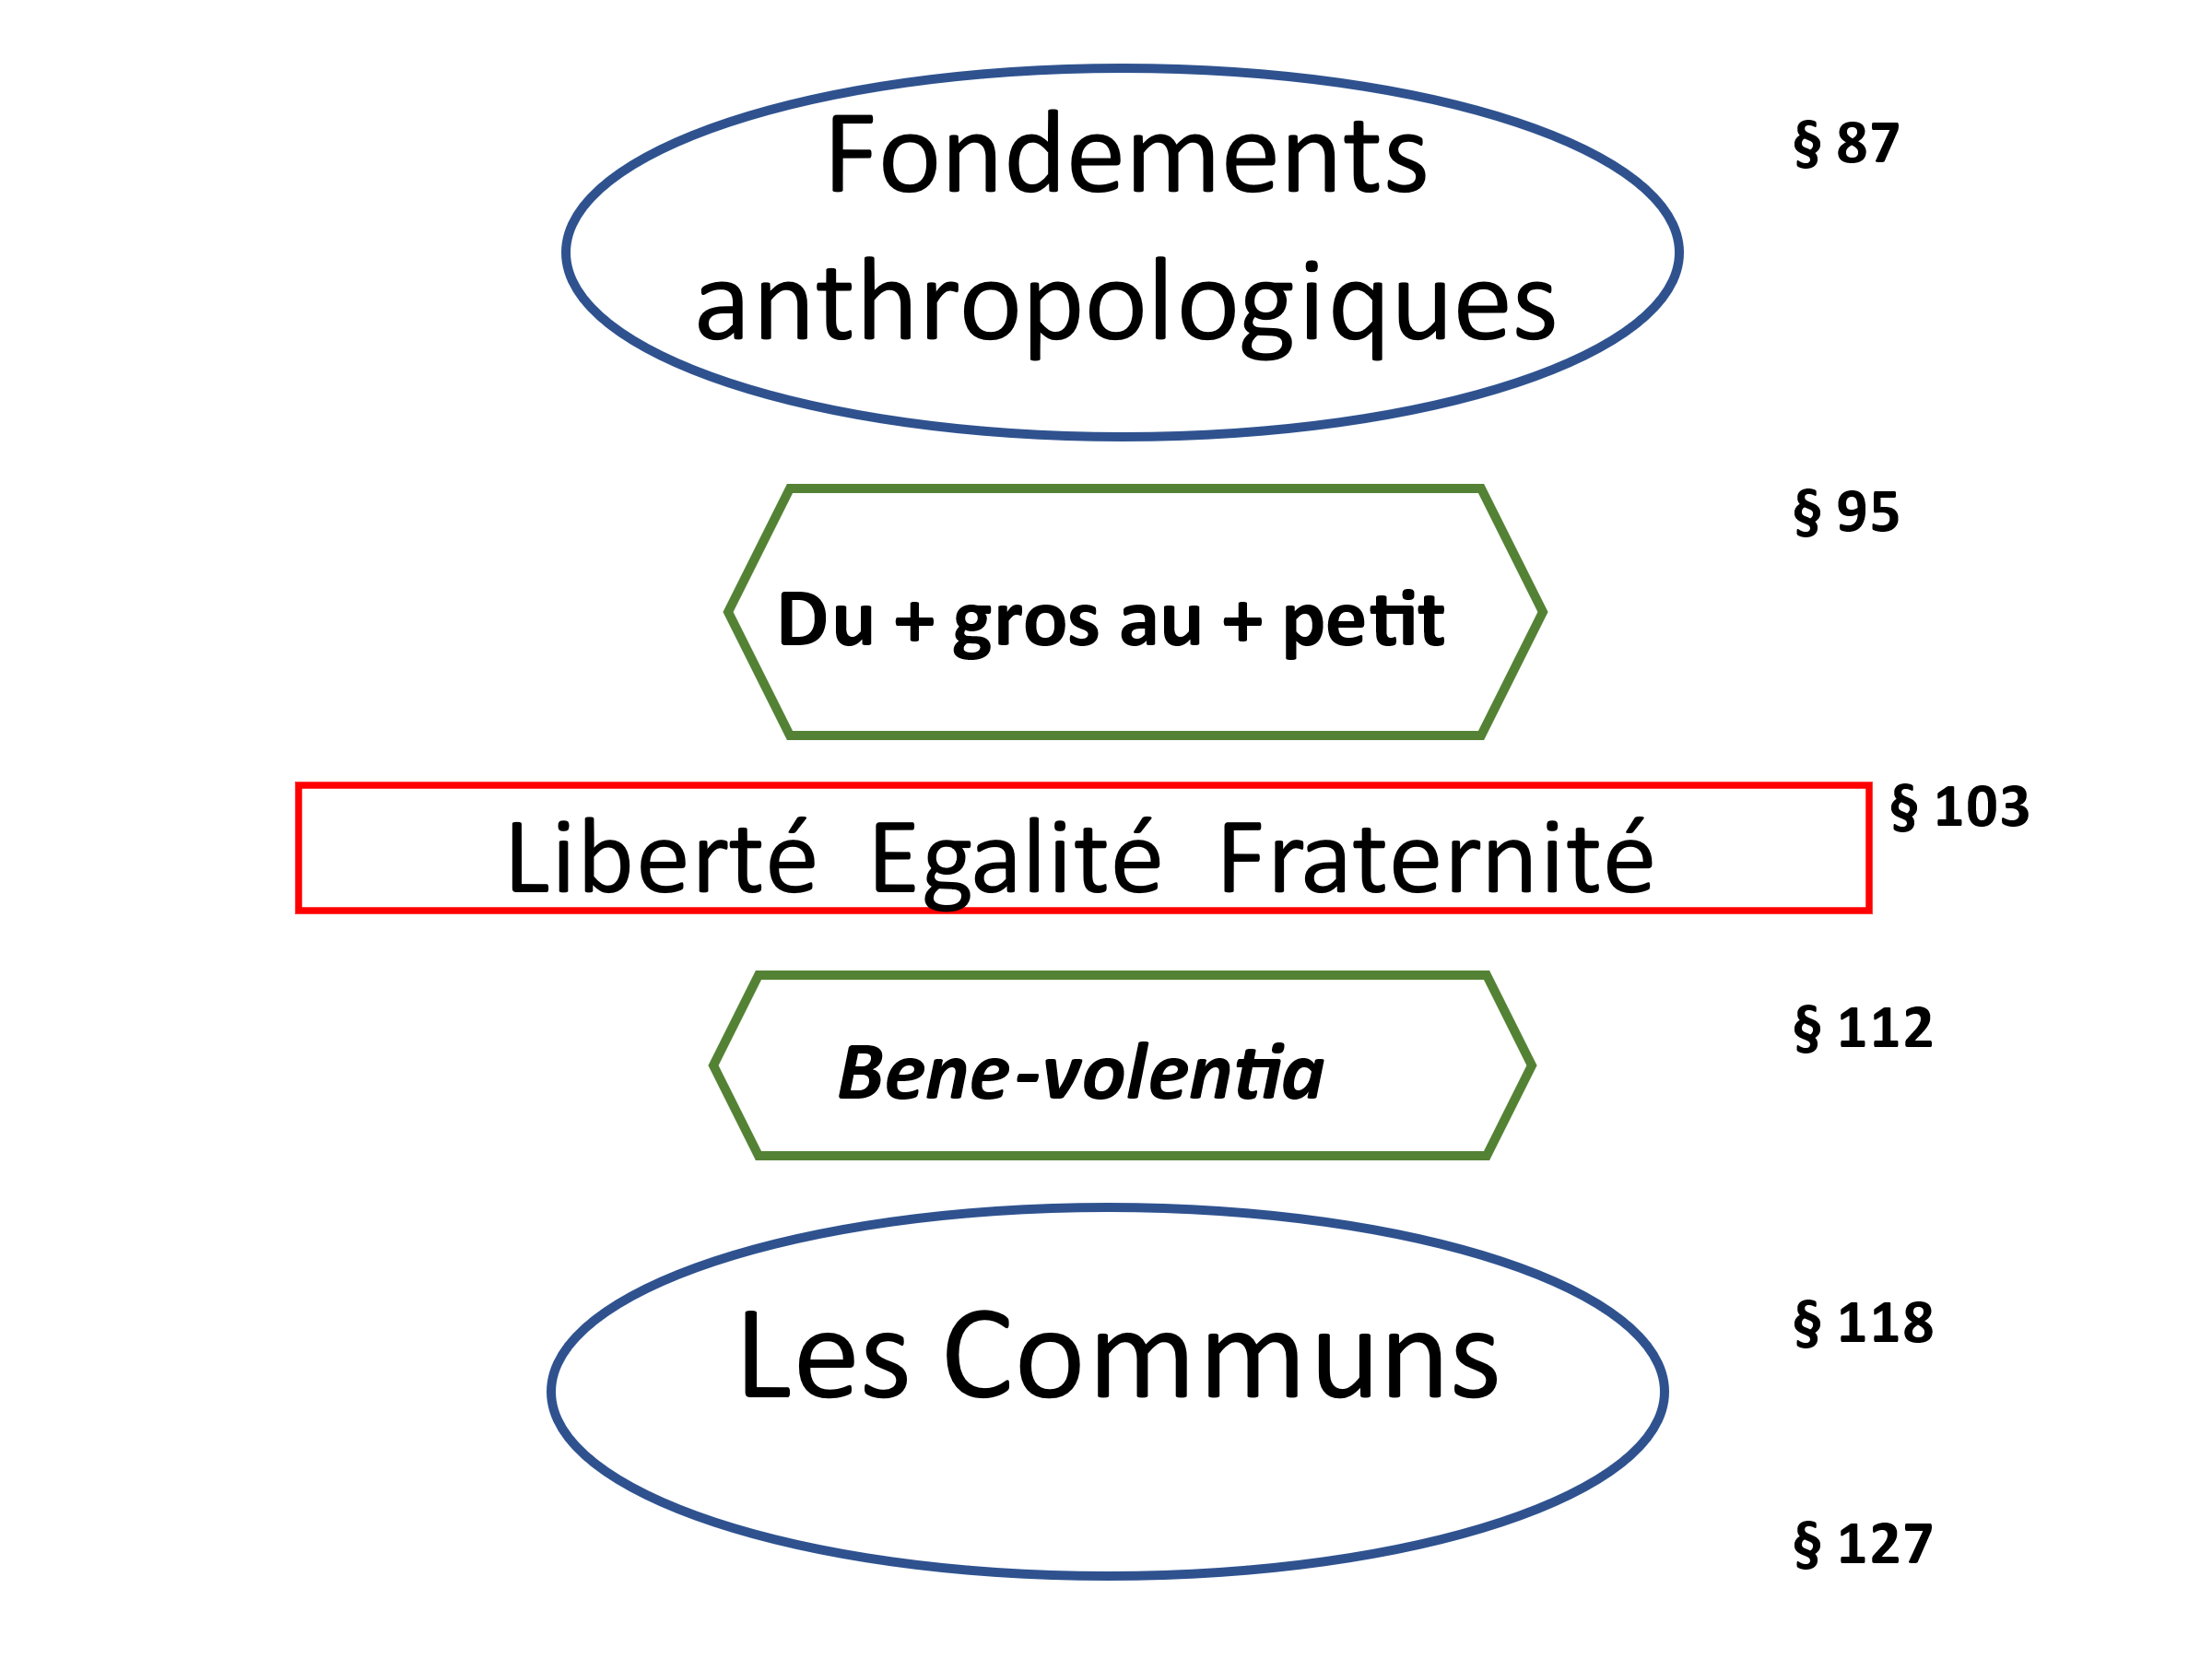 Fondements
§ 87
anthropologiques
§ 95
Du + gros au + petit
§ 103
Liberté Egalité Fraternité
§ 112
Bene-volentia
§ 118
Les Communs
§ 127